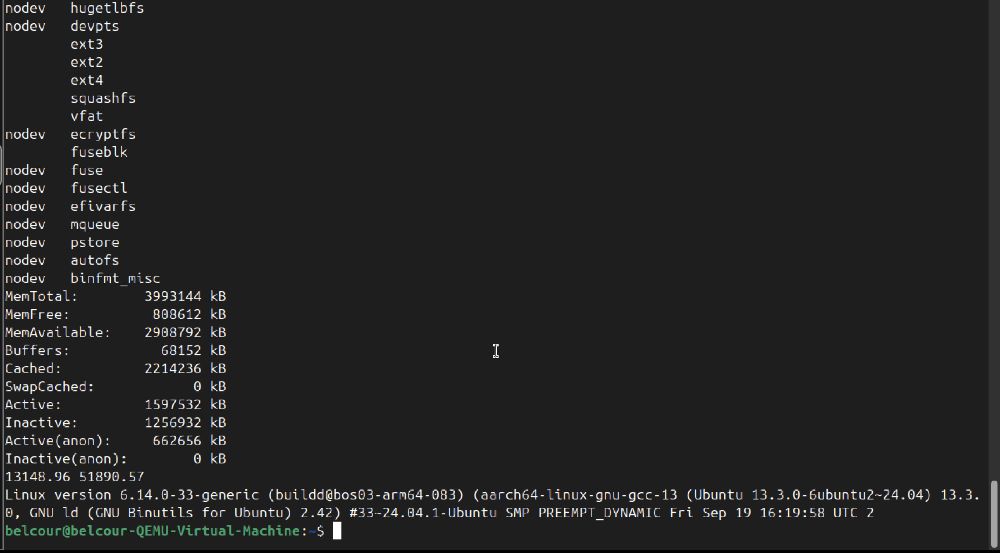 nodev   hugetlbfs
nodev   devpts
        ext3
        ext2
        ext4
        squashfs
        vfat
nodev   ecryptfs
        fuseblk
nodev   fuse
nodev   fusectl
nodev   efivarfs
nodev   mqueue
nodev   pstore
nodev   autofs
nodev   binfmt_misc
MemTotal:        3993144 kB
MemFree:          808612 kB
MemAvailable:    2908792 kB
Buffers:           68152 kB
Cached:          2214236 kB
SwapCached:            0 kB
Active:          1597532 kB
Inactive:        1256932 kB
Active(anon):     662656 kB
Inactive(anon):        0 kB
13148.96 51890.57
Linux version 6.14.0-33-generic (buildd@bos03-arm64-083) (aarch64-linux-gnu-gcc-13 (Ubuntu 13.3.0-6ubuntu2~24.04) 13.3.
0, GNU ld (GNU Binutils for Ubuntu) 2.42) #33~24.04.1-Ubuntu SMP PREEMPT_DYNAMIC Fri Sep 19 16:19:58 UTC 2
belcour@belcour-QEMU-Virtual-Machine:~$